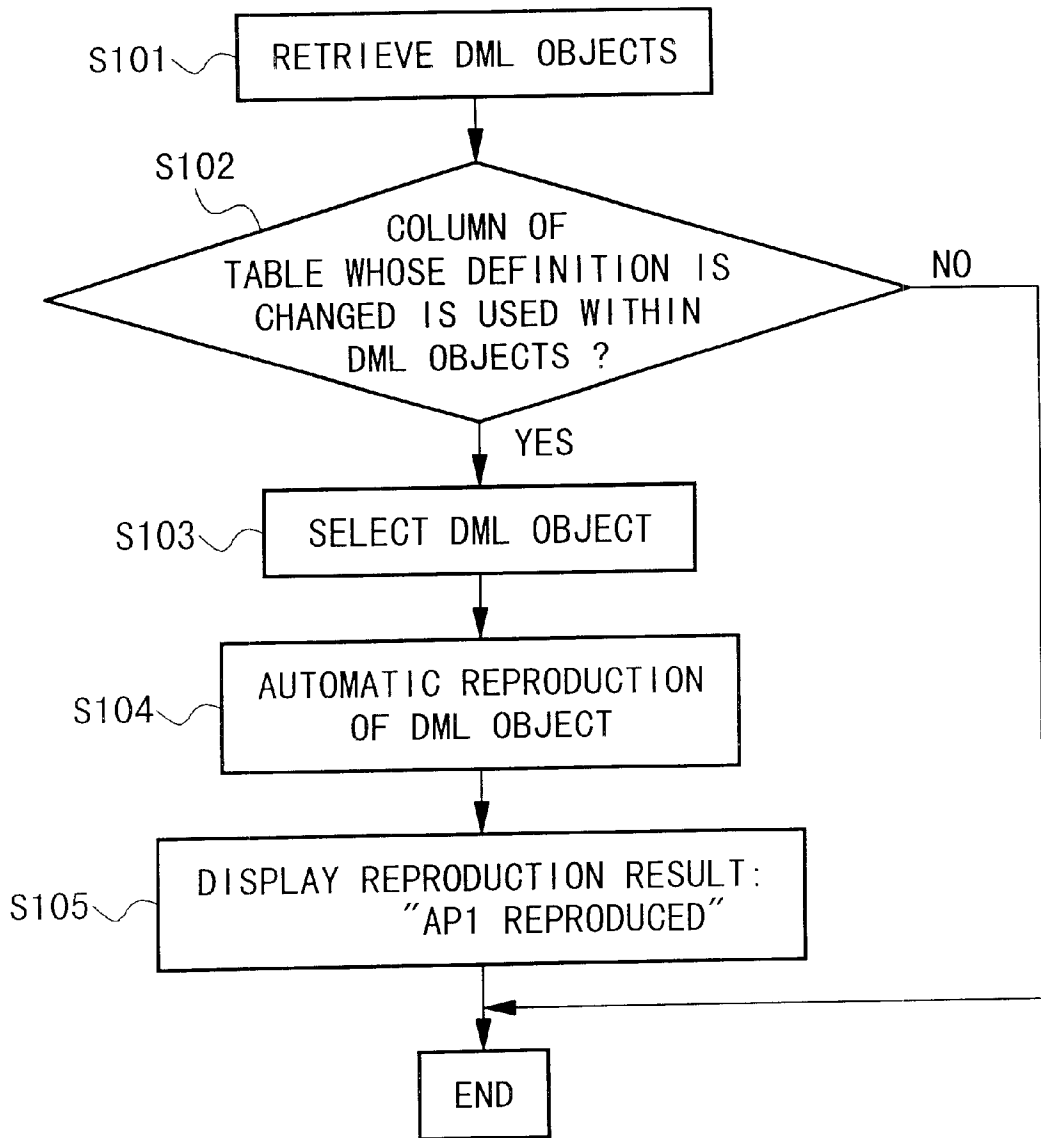 S101
RETRIEVE DML OBJECTS
S102
COLUMN OF
TABLE WHOSE DEFINITION IS
CHANGED IS USED WITHIN
DML OBJECTS ?
NO
YES
S103
SELECT DML OBJECT
S104
AUTOMATIC REPRODUCTION
OF DML OBJECT
S105
DISPLAY REPRODUCTION RESULT:
"AP1 REPRODUCED"
END